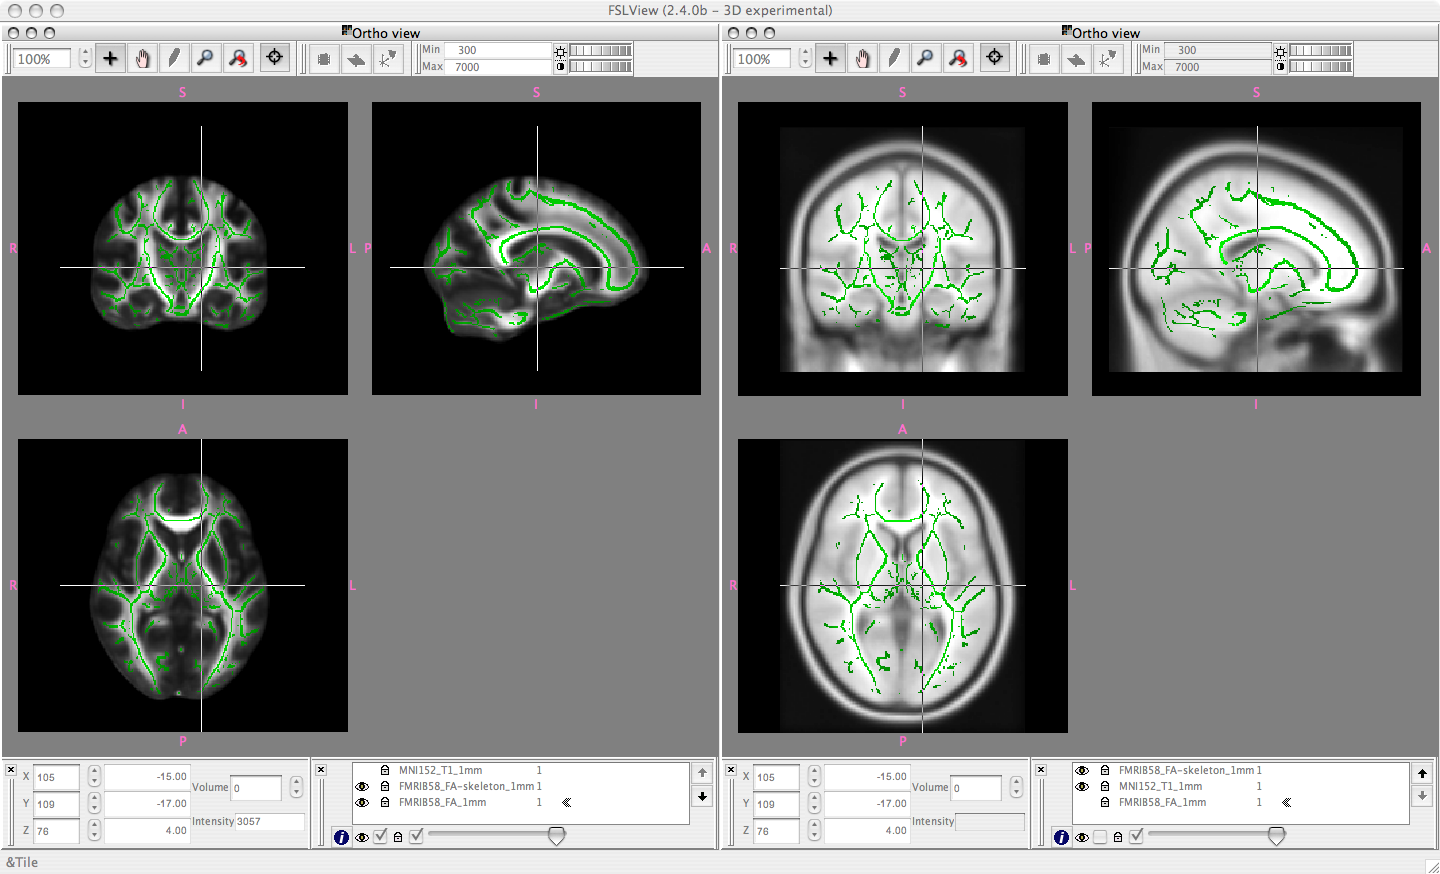 FSLView (2.4.0b - 3D experimental)
Ortho view
100%
Min 300
Max 7000
S
S
R
L
P
A
I
I
A
R
L
P
X 105 -15.00
Y 109 -17.00
Z 76 4.00
Volume 0
Intensity 3057
MNI152_T1_1mm 1
FMRIB58_FA-skeleton_1mm 1
FMRIB58_FA_1mm 1
Ortho view
100%
Min 300
Max 7000
S
S
R
L
P
A
I
I
A
R
L
P
X 105 -15.00
Y 109 -17.00
Z 76 4.00
Volume 0
Intensity
FMRIB58_FA-skeleton_1mm 1
MNI152_T1_1mm 1
FMRIB58_FA_1mm 1
&Tile